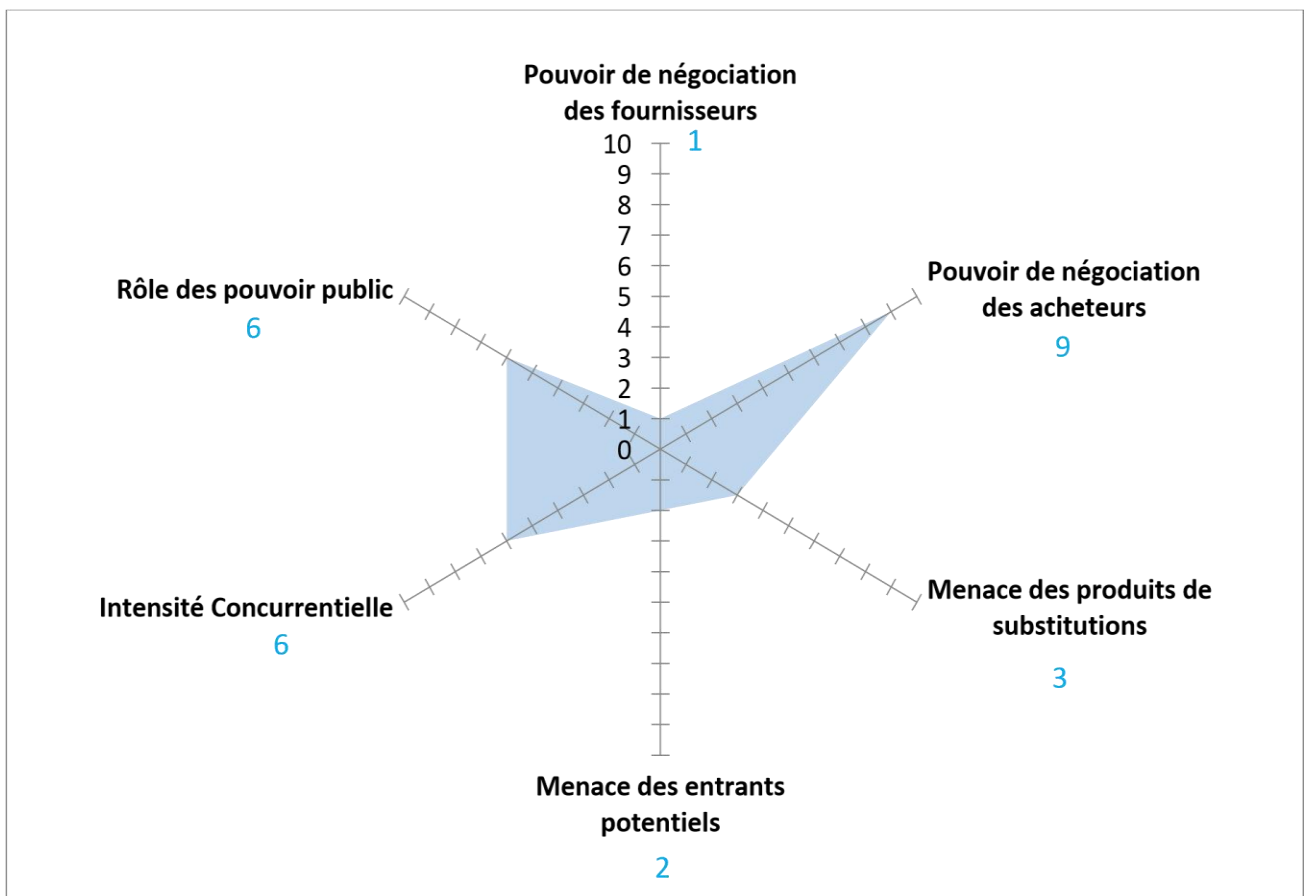 Pouvoir de négociation
des fournisseurs
1
10
9
8
7
6
5
4
3
2
1
0
Pouvoir de négociation
des acheteurs
9
Rôle des pouvoir public
6
Intensité Concurrentielle
6
Menace des produits de
substitutions
3
Menace des entrants
potentiels
2